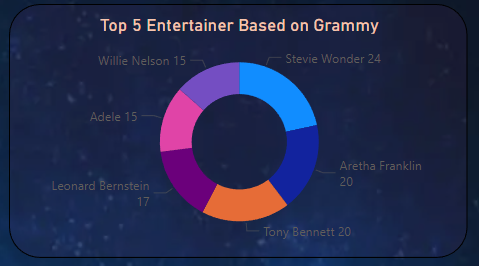 Top 5 Entertainer Based on Grammy
Willie Nelson 15
Stevie Wonder 24
Adele 15
Aretha Franklin
20
Leonard Bernstein
17
Tony Bennett 20